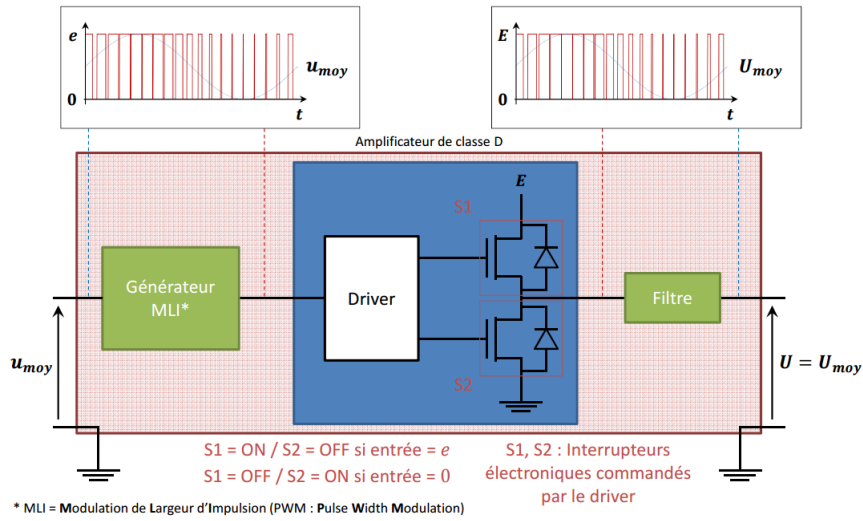 e
u_moy
0
t
E
U_moy
0
t
Amplificateur de classe D
E
S1
Générateur
MLI*
Driver
Filtre
u_moy
U = U_moy
S2
S1 = ON / S2 = OFF si entrée = e
S1 = OFF / S2 = ON si entrée = 0
S1, S2 : Interrupteurs
électroniques commandés
par le driver
* MLI = Modulation de Largeur d'Impulsion (PWM : Pulse Width Modulation)